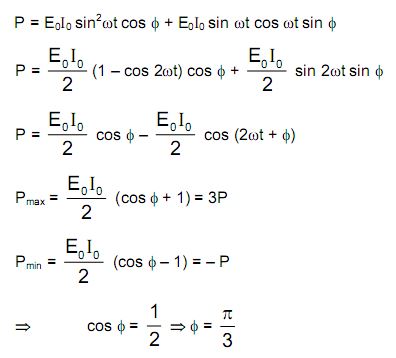 P = E₀I₀ sin²ωt cos ϕ + E₀I₀ sin ωt cos ωt sin ϕ
P = E₀I₀/2 (1 – cos 2ωt) cos ϕ + E₀I₀/2 sin 2ωt sin ϕ
P = E₀I₀/2 cos ϕ – E₀I₀/2 cos (2ωt + ϕ)
Pmax = E₀I₀/2 (cos ϕ + 1) = 3P
Pmin = E₀I₀/2 (cos ϕ – 1) = – P
⇒ cos ϕ = 1/2 ⇒ ϕ = π/3